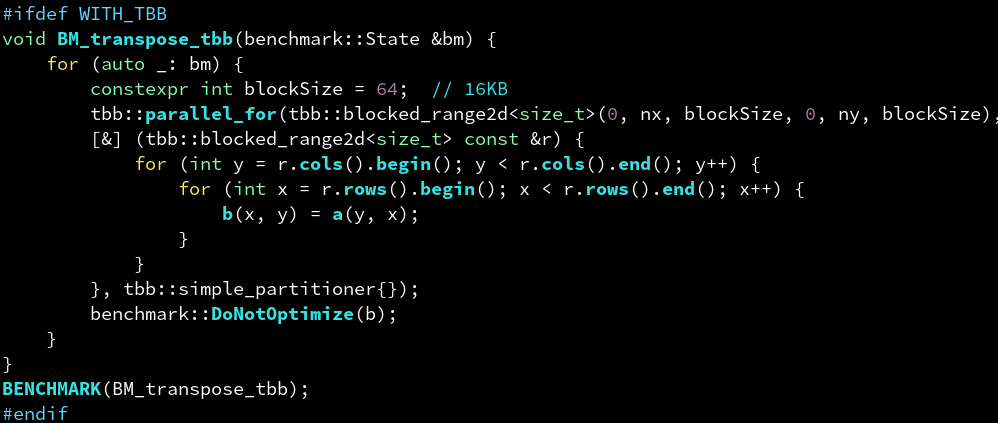 #ifdef WITH_TBB
void BM_transpose_tbb(benchmark::State &bm) {
    for (auto _: bm) {
        constexpr int blockSize = 64;  // 16KB
        tbb::parallel_for(tbb::blocked_range2d<size_t>(0, nx, blockSize, 0, ny, blockSize),
        [&] (tbb::blocked_range2d<size_t> const &r) {
            for (int y = r.cols().begin(); y < r.cols().end(); y++) {
                for (int x = r.rows().begin(); x < r.rows().end(); x++) {
                    b(x, y) = a(y, x);
                }
            }
        }, tbb::simple_partitioner{});
        benchmark::DoNotOptimize(b);
    }
}
BENCHMARK(BM_transpose_tbb);
#endif